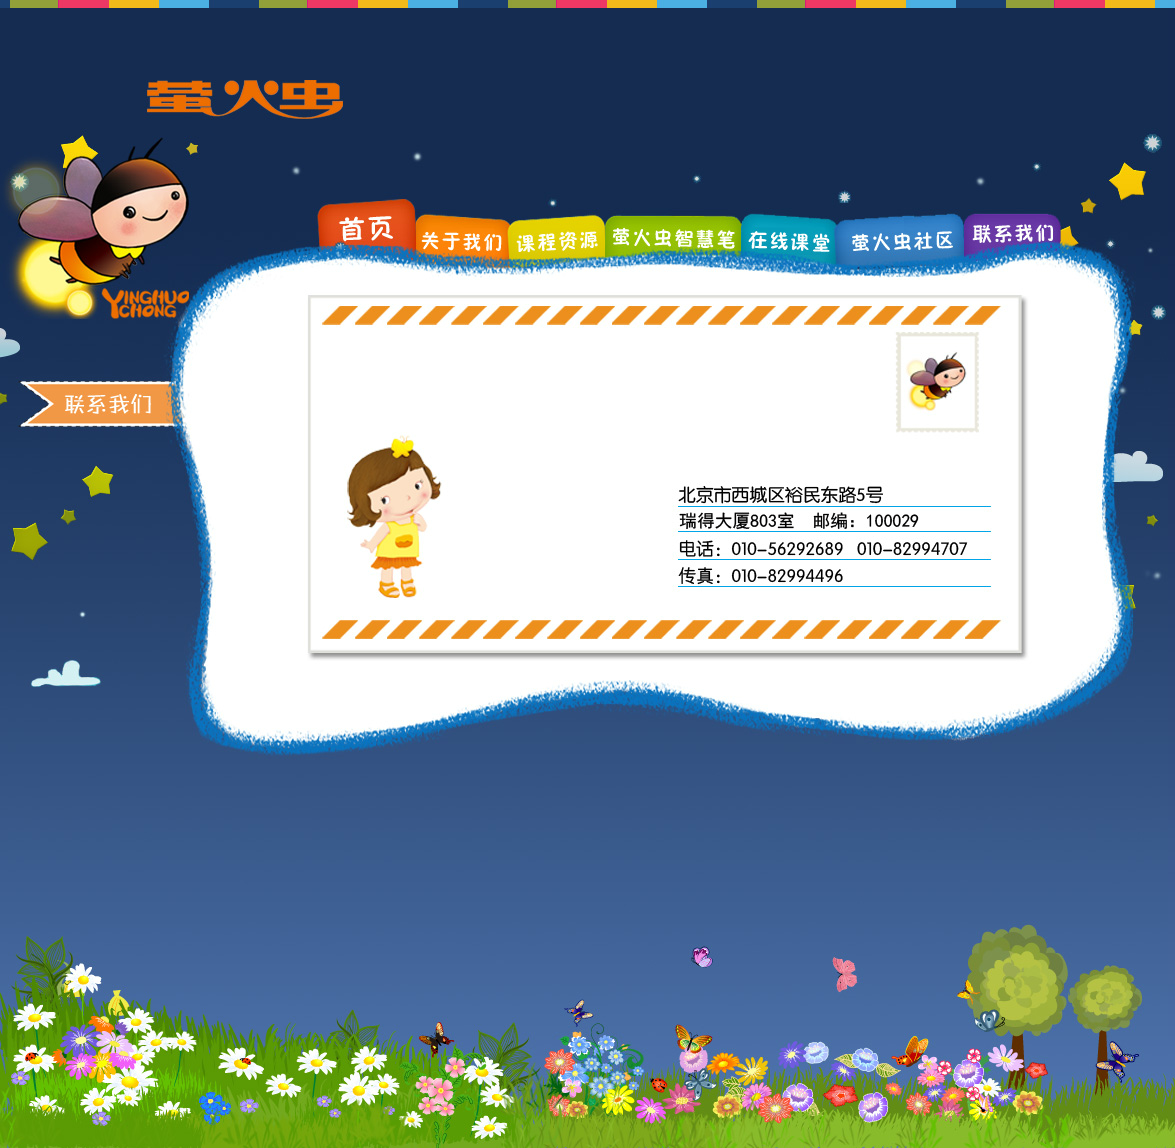 萤火虫
YINGHUO
CHONG
首页
关于我们
课程资源
萤火虫智慧笔
在线课堂
萤火虫社区
联系我们
联系我们
北京市西城区裕民东路5号
瑞得大厦803室 邮编：100029
电话：010-56292689 010-82994707
传真：010-82994496